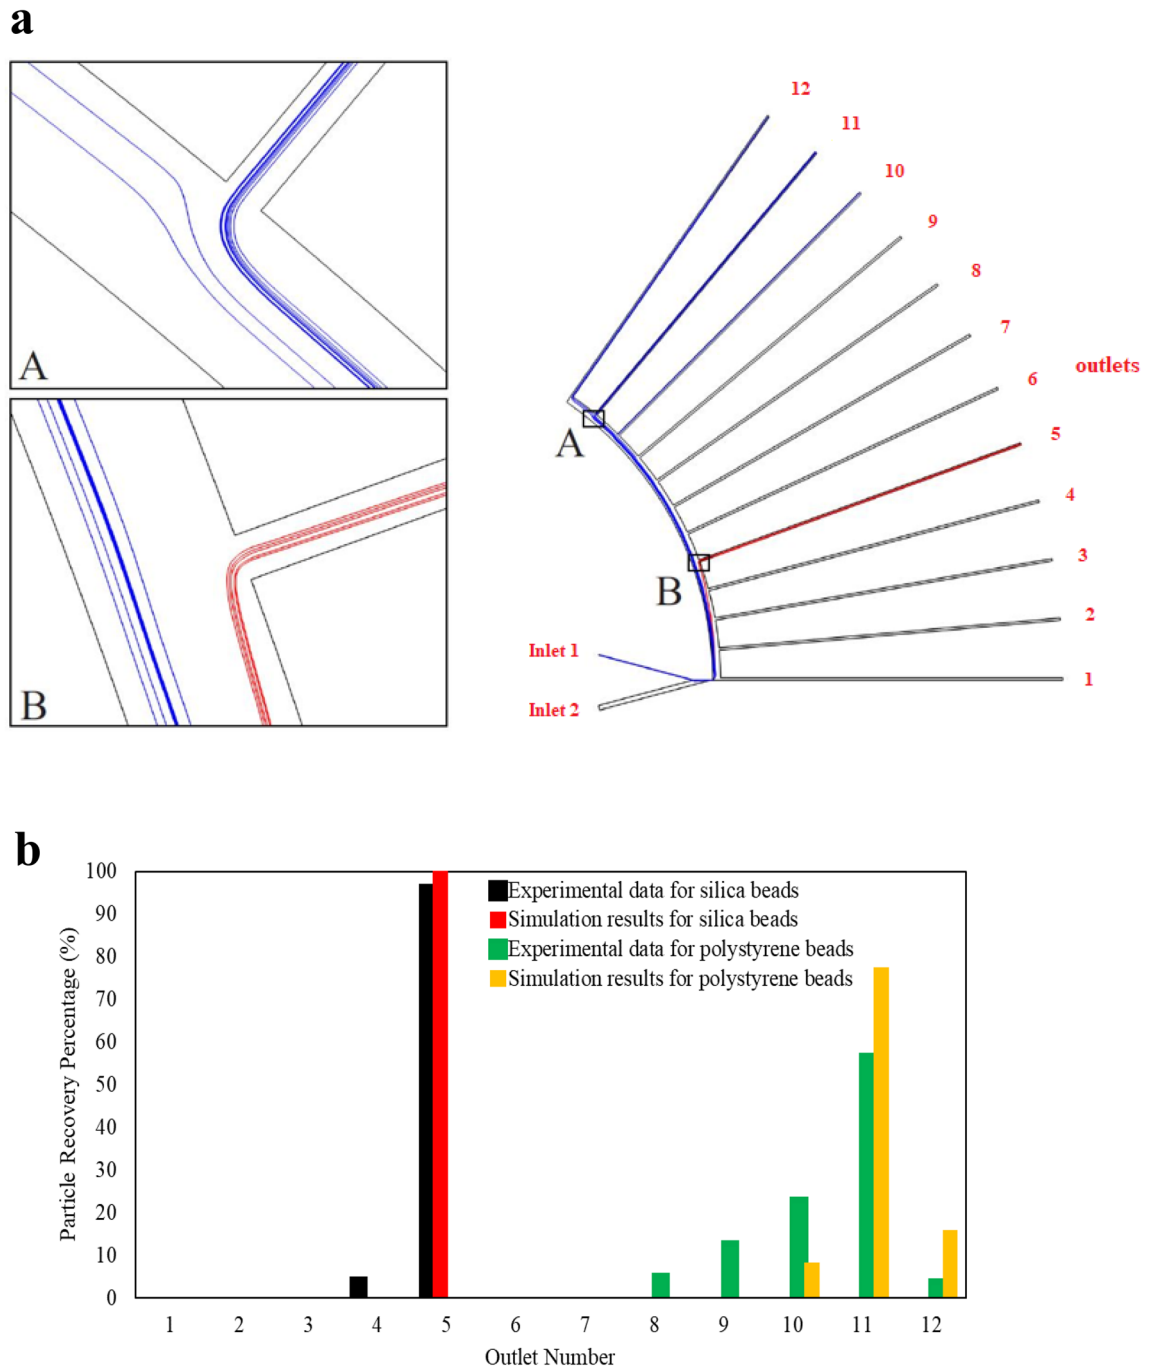 a
12
11
10
9
8
7
6
outlets
5
4
3
2
1
A
B
Inlet 1
Inlet 2
A
B
b
Particle Recovery Percentage (%)
100
90
80
70
60
50
40
30
20
10
0
Experimental data for silica beads
Simulation results for silica beads
Experimental data for polystyrene beads
Simulation results for polystyrene beads
1 2 3 4 5 6 7 8 9 10 11 12
Outlet Number